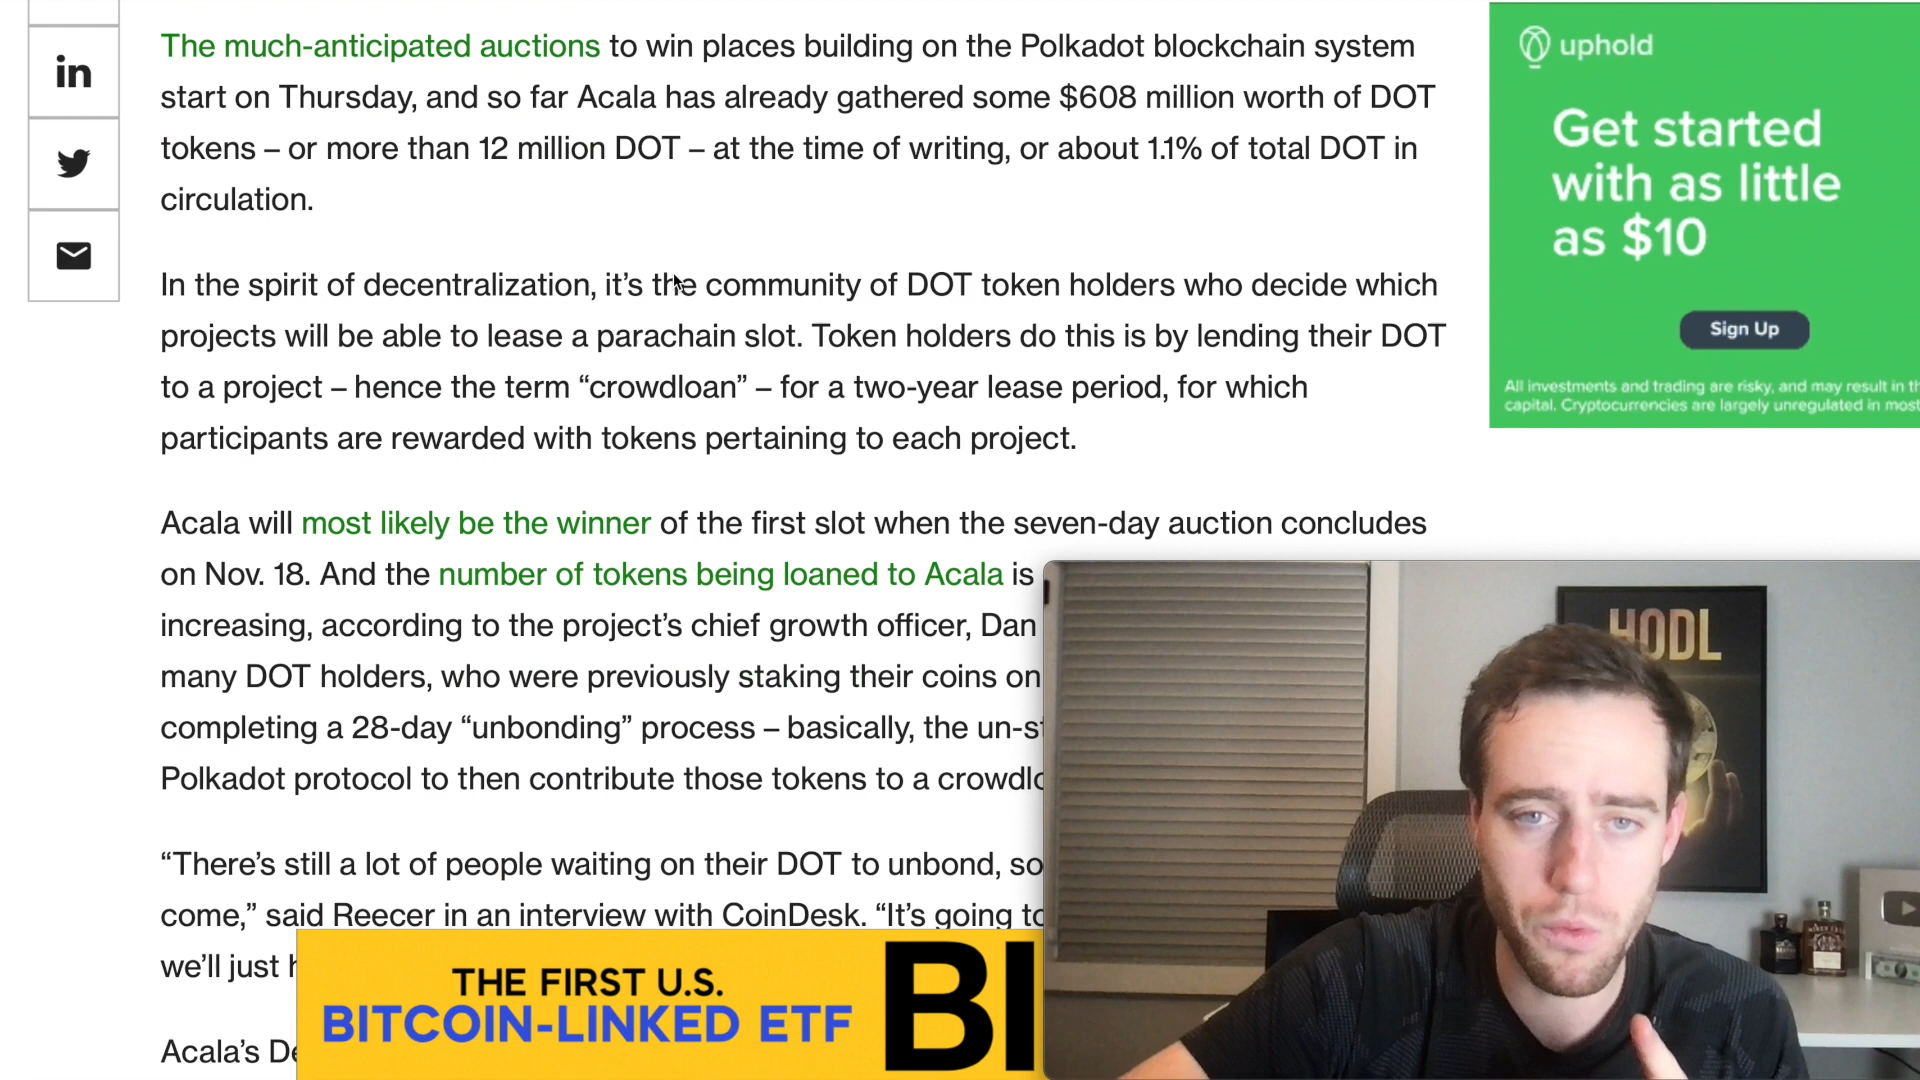 The much-anticipated auctions to win places building on the Polkadot blockchain system
start on Thursday, and so far Acala has already gathered some $608 million worth of DOT
tokens – or more than 12 million DOT – at the time of writing, or about 1.1% of total DOT in
circulation.
In the spirit of decentralization, it’s the community of DOT token holders who decide which
projects will be able to lease a parachain slot. Token holders do this is by lending their DOT
to a project – hence the term “crowdloan” – for a two-year lease period, for which
participants are rewarded with tokens pertaining to each project.
Acala will most likely be the winner of the first slot when the seven-day auction concludes
on Nov. 18. And the number of tokens being loaned to Acala is
increasing, according to the project’s chief growth officer, Dan
many DOT holders, who were previously staking their coins on
completing a 28-day “unbonding” process – basically, the un-st
Polkadot protocol to then contribute those tokens to a crowdlo
“There’s still a lot of people waiting on their DOT to unbond, so
come,” said Reecer in an interview with CoinDesk. “It’s going to
we’ll just h
Acala’s De
in
uphold
Get started
with as little
as $10
Sign Up
All investments and trading are risky, and may result in th
capital. Cryptocurrencies are largely unregulated in most
THE FIRST U.S.
BITCOIN-LINKED ETF
BI
HODL